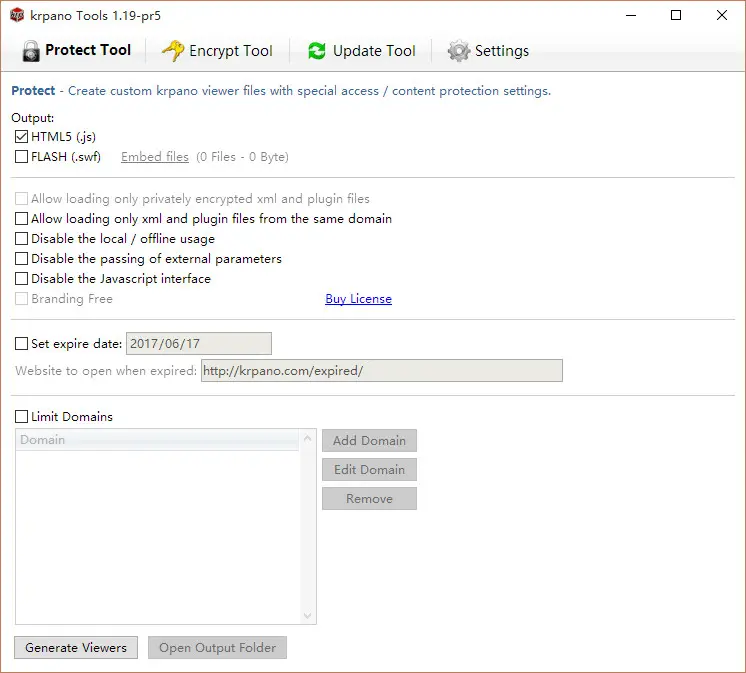 krpano Tools 1.19-pr5
Protect Tool Encrypt Tool Update Tool Settings
Protect - Create custom krpano viewer files with special access / content protection settings.
Output:
HTML5 (.js)
FLASH (.swf) Embed files (0 Files - 0 Byte)
Allow loading only privately encrypted xml and plugin files
Allow loading only xml and plugin files from the same domain
Disable the local / offline usage
Disable the passing of external parameters
Disable the Javascript interface
Branding Free Buy License
Set expire date: 2017/06/17
Website to open when expired: http://krpano.com/expired/
Limit Domains
Domain Add Domain
Edit Domain
Remove
Generate Viewers Open Output Folder